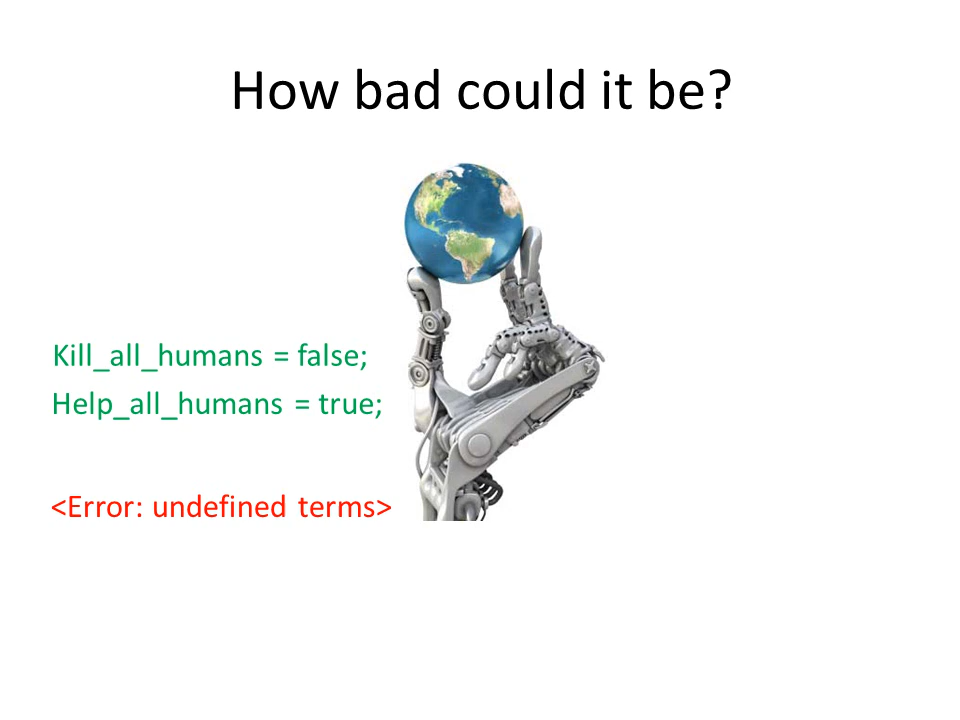 How bad could it be?
Kill_all_humans = false;
Help_all_humans = true;
<Error: undefined terms>